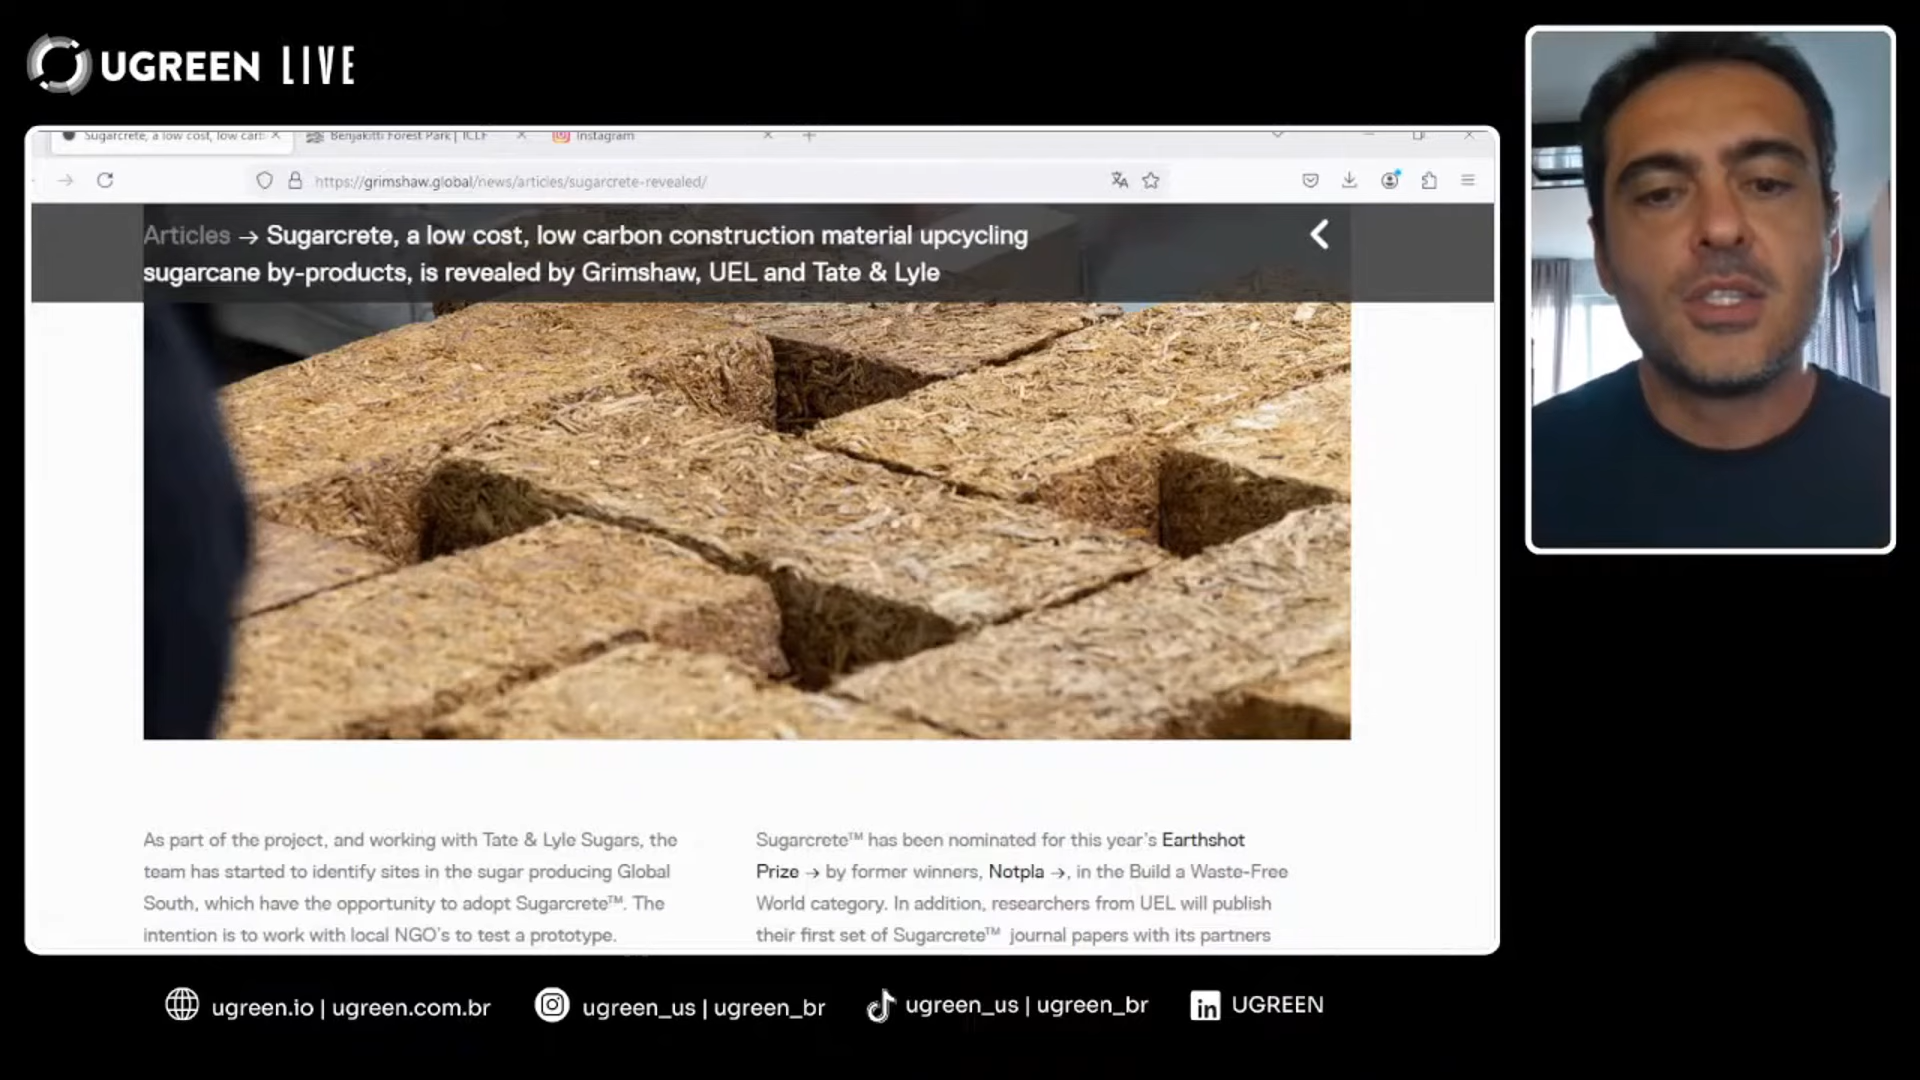 UGREEN LIVE
Sugarcrete, a low cost, low cart
Benjakitti Forest Park | ICLF
Instagram
https://grimshaw.global/news/articles/sugarcrete-revealed/
Articles → Sugarcrete, a low cost, low carbon construction material upcycling
sugarcane by-products, is revealed by Grimshaw, UEL and Tate & Lyle
As part of the project, and working with Tate & Lyle Sugars, the
team has started to identify sites in the sugar producing Global
South, which have the opportunity to adopt Sugarcrete™. The
intention is to work with local NGO's to test a prototype.
Sugarcrete™ has been nominated for this year's Earthshot
Prize → by former winners, Notpla →, in the Build a Waste-Free
World category. In addition, researchers from UEL will publish
their first set of Sugarcrete™ journal papers with its partners
ugreen.io | ugreen.com.br
ugreen_us | ugreen_br
ugreen_us | ugreen_br
in UGREEN